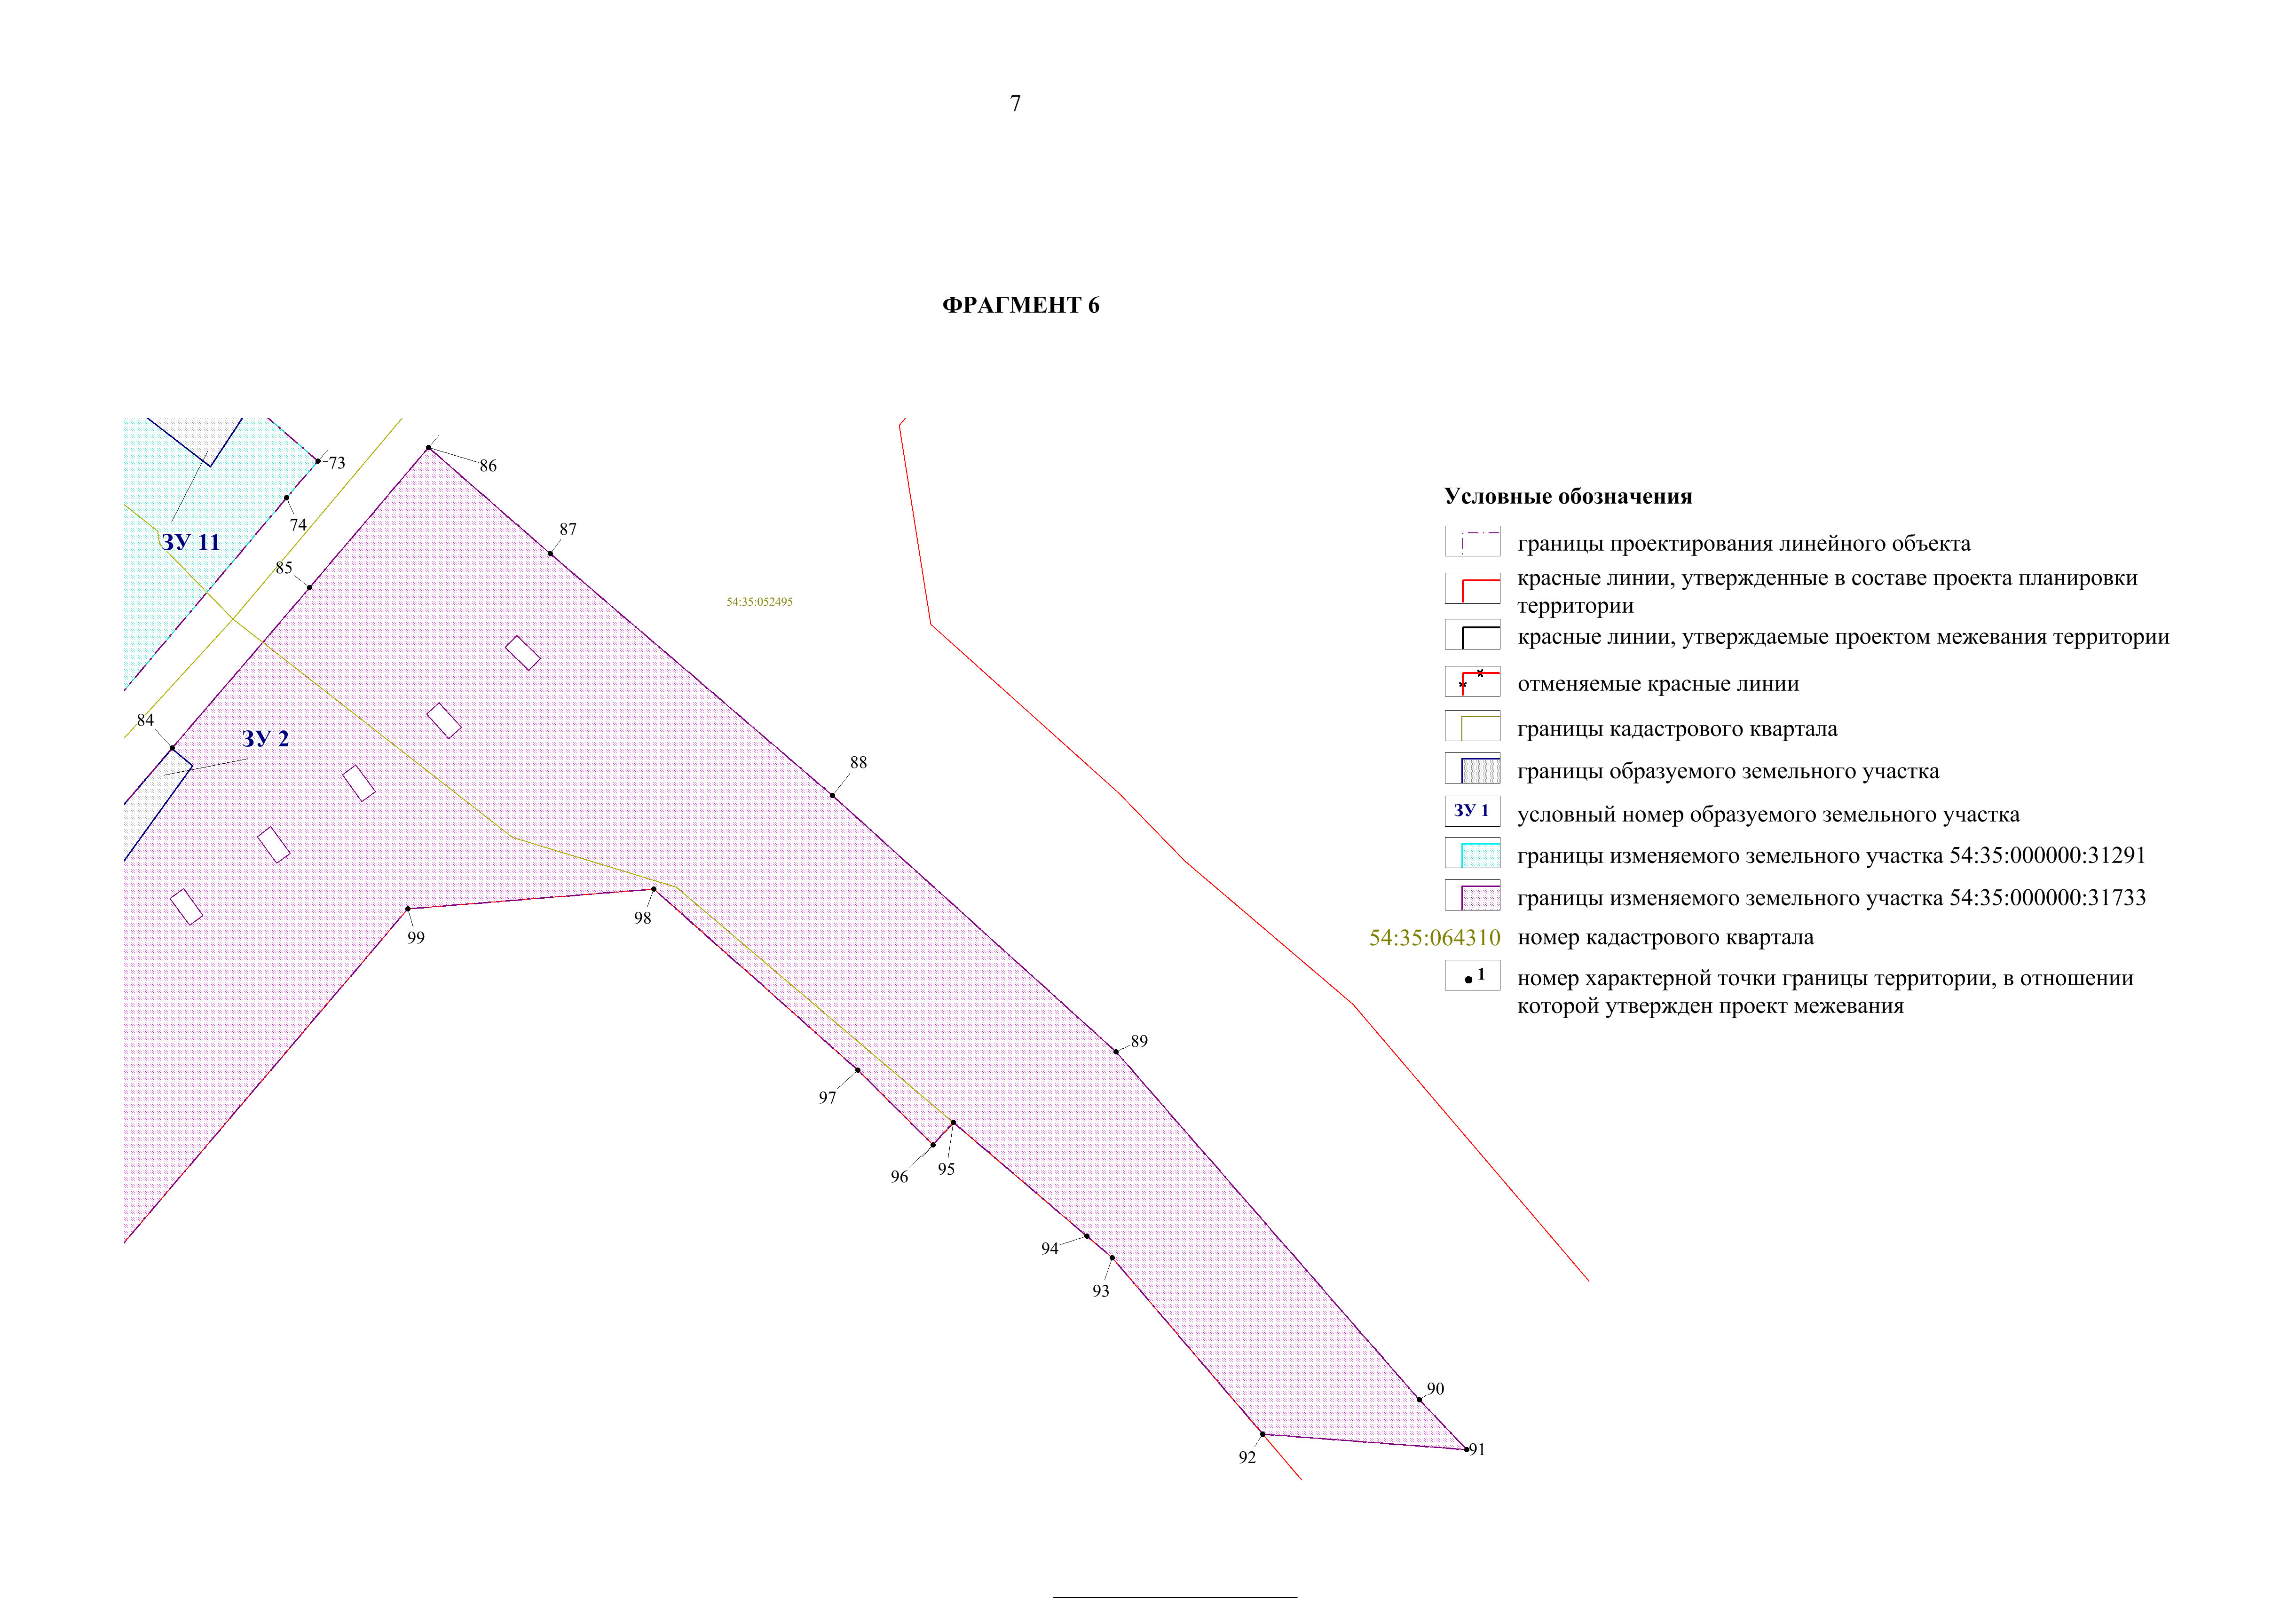 7
ФРАГМЕНТ 6
73
86
74
87
ЗУ 11
85
54:35:052495
84
ЗУ 2
88
98
99
89
97
96
95
94
93
90
91
92
Условные обозначения
границы проектирования линейного объекта
красные линии, утвержденные в составе проекта планировки
территории
красные линии, утверждаемые проектом межевания территории
отменяемые красные линии
границы кадастрового квартала
границы образуемого земельного участка
ЗУ 1 условный номер образуемого земельного участка
границы изменяемого земельного участка 54:35:000000:31291
границы изменяемого земельного участка 54:35:000000:31733
54:35:064310 номер кадастрового квартала
1 номер характерной точки границы территории, в отношении
которой утвержден проект межевания